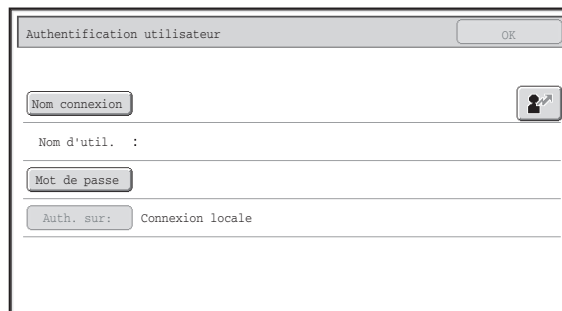 Authentification utilisateur OK
Nom connexion
Nom d'util. :
Mot de passe
Auth. sur: Connexion locale